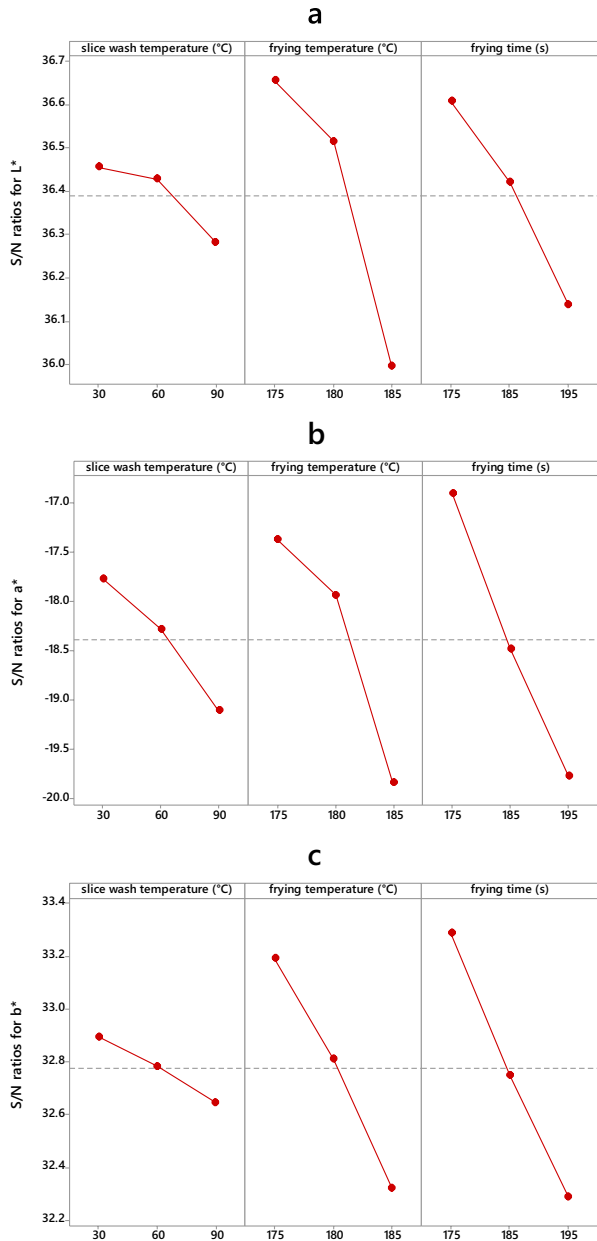 a
slice wash temperature (°C) frying temperature (°C) frying time (s)
36.7
36.6
36.5
36.4
36.3
36.2
36.1
36.0
S/N ratios for L*
30 60 90 175 180 185 175 185 195
b
slice wash temperature (°C) frying temperature (°C) frying time (s)
-17.0
-17.5
-18.0
-18.5
-19.0
-19.5
-20.0
S/N ratios for a*
30 60 90 175 180 185 175 185 195
c
slice wash temperature (°C) frying temperature (°C) frying time (s)
33.4
33.2
33.0
32.8
32.6
32.4
32.2
S/N ratios for b*
30 60 90 175 180 185 175 185 195